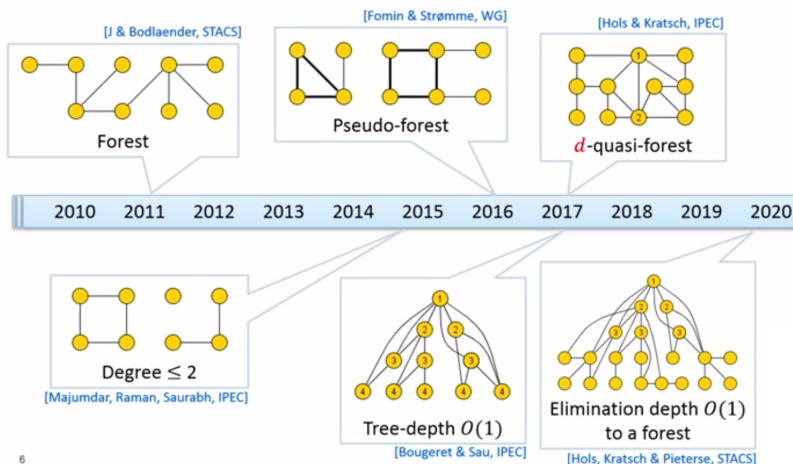 [J & Bodlaender, STACS]
Forest
[Fomin & Strømme, WG]
Pseudo-forest
[Hols & Kratsch, IPEC]
1
2
d-quasi-forest
2010 2011 2012 2013 2014 2015 2016 2017 2018 2019 2020
Degree ≤ 2
[Majumdar, Raman, Saurabh, IPEC]
1
2 2
3 3 3
4 4 4 4 4
Tree-depth O(1)
[Bougeret & Sau, IPEC]
1
2 2
3 3 3
Elimination depth O(1)
to a forest
[Hols, Kratsch & Pieterse, STACS]
6